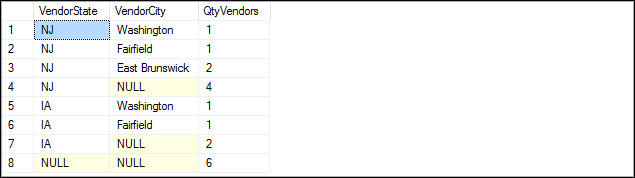 VendorState VendorCity QtyVendors
1 NJ Washington 1
2 NJ Fairfield 1
3 NJ East Brunswick 2
4 NJ NULL 4
5 IA Washington 1
6 IA Fairfield 1
7 IA NULL 2
8 NULL NULL 6